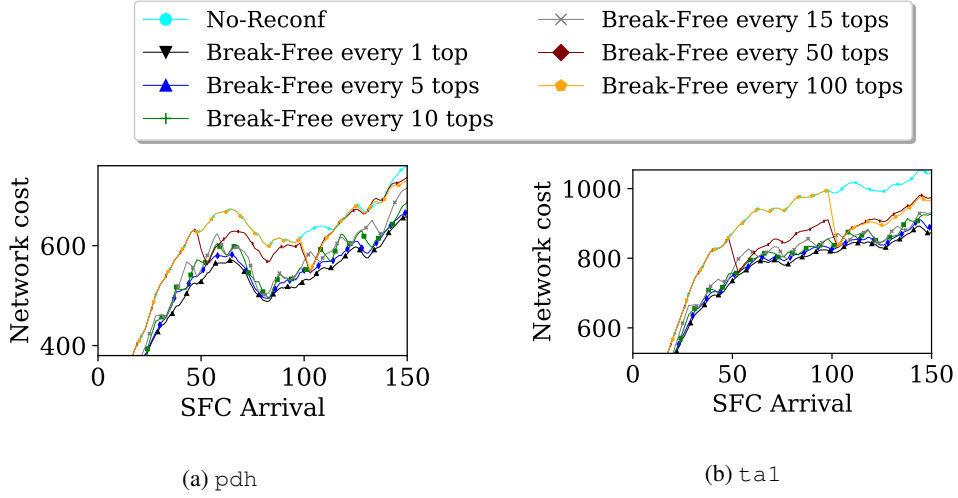 No-Reconf
Break-Free every 1 top
Break-Free every 5 tops
Break-Free every 10 tops
Break-Free every 15 tops
Break-Free every 50 tops
Break-Free every 100 tops
Network cost
600
400
0 50 100 150
SFC Arrival
(a) pdh
Network cost
1000
800
600
0 50 100 150
SFC Arrival
(b) ta1